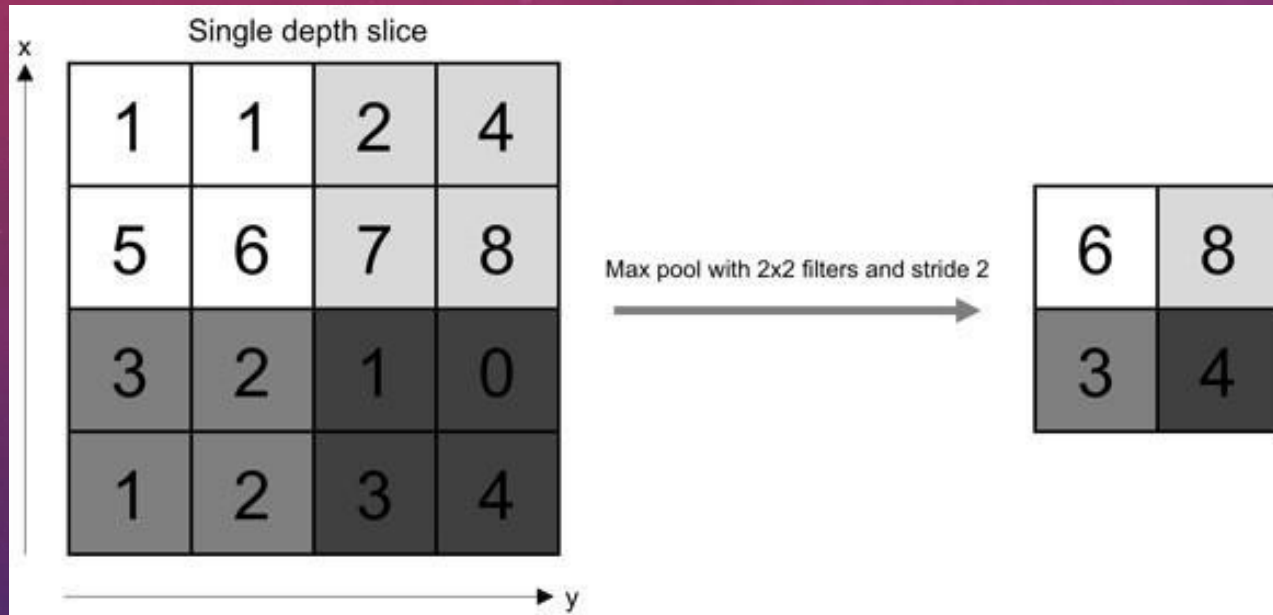 Single depth slice
x
1 1 2 4
5 6 7 8
3 2 1 0
1 2 3 4
y
Max pool with 2x2 filters and stride 2
6 8
3 4